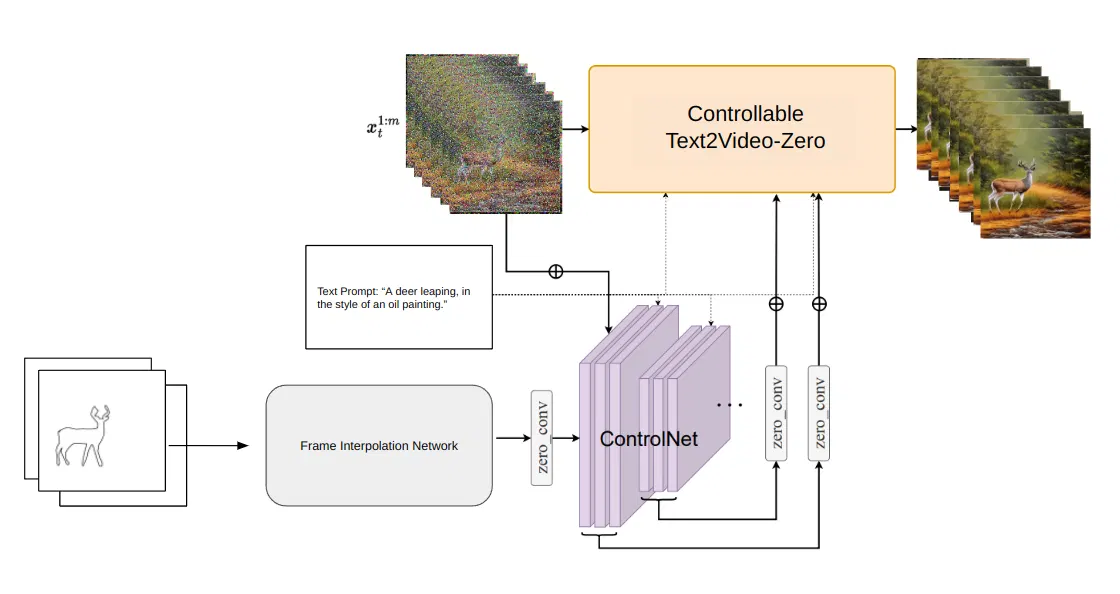 x_t^{1:m}
Controllable
Text2Video-Zero
Text Prompt: “A deer leaping, in
the style of an oil painting.”
Frame Interpolation Network
zero_conv
ControlNet
. . .
zero_conv
zero_conv